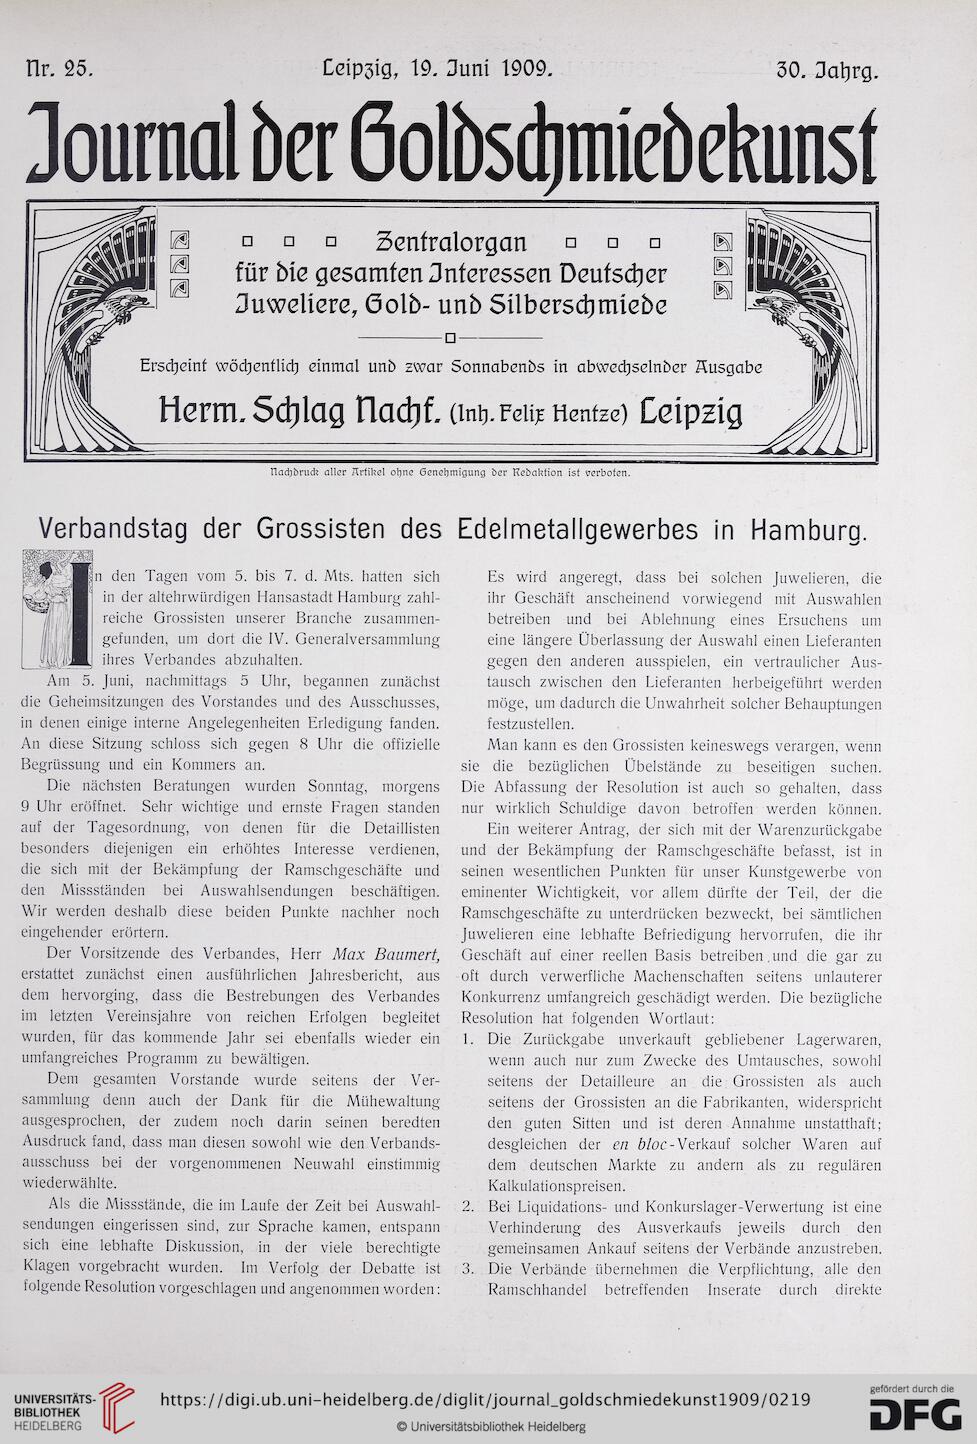 Nr. 25.
Leipzig, 19. Juni 1909.
30. Jahrg.
Journal der Goldschmiedekunst
Zentralorgan
für die gesamten Interessen Deutscher
Juweliere, Gold- und Silberschmiede
Erscheint wöchentlich einmal und zwar Sonnabends in abwechselnder Ausgabe
Herm. Schlag Nachf. (Inh. Felix Hentze) Leipzig
Nachdruck aller Artikel ohne Genehmigung der Redaktion ist verboten.
Verbandstag der Grossisten des Edelmetallgewerbes in Hamburg.
In den Tagen vom 5. bis 7. d. Mts. hatten sich
in der altehrwürdigen Hansastadt Hamburg zahl-
reiche Grossisten unserer Branche zusammen-
gefunden, um dort die IV. Generalversammlung
ihres Verbandes abzuhalten.
Am 5. Juni, nachmittags 5 Uhr, begannen zunächst
die Geheimsitzungen des Vorstandes und des Ausschusses,
in denen einige interne Angelegenheiten Erledigung fanden.
An diese Sitzung schloss sich gegen 8 Uhr die offizielle
Begrüssung und ein Kommers an.
Die nächsten Beratungen wurden Sonntag, morgens
9 Uhr eröffnet. Sehr wichtige und ernste Fragen standen
auf der Tagesordnung, von denen für die Detaillisten
besonders diejenigen ein erhöhtes Interesse verdienen,
die sich mit der Bekämpfung der Ramschgeschäfte und
den Missständen bei Auswahlsendungen beschäftigen.
Wir werden deshalb diese beiden Punkte nachher noch
eingehender erörtern.
Der Vorsitzende des Verbandes, Herr Max Baumert,
erstattet zunächst einen ausführlichen Jahresbericht, aus
dem hervorging, dass die Bestrebungen des Verbandes
im letzten Vereinsjahre von reichen Erfolgen begleitet
wurden, für das kommende Jahr sei ebenfalls wieder ein
umfangreiches Programm zu bewältigen.
Dem gesamten Vorstande wurde seitens der Ver-
sammlung denn auch der Dank für die Mühewaltung
ausgesprochen, der zudem noch darin seinen beredten
Ausdruck fand, dass man diesen sowohl wie den Verbands-
ausschuss bei der vorgenommenen Neuwahl einstimmig
wiederwählte.
Als die Missstände, die im Laufe der Zeit bei Auswahl-
sendungen eingerissen sind, zur Sprache kamen, entspann
sich eine lebhafte Diskussion, in der viele berechtigte
Klagen vorgebracht wurden. Im Verfolg der Debatte ist
folgende Resolution vorgeschlagen und angenommen worden:
Es wird angeregt, dass bei solchen Juwelieren, die
ihr Geschäft anscheinend vorwiegend mit Auswahlen
betreiben und bei Ablehnung eines Ersuchens um
eine längere Überlassung der Auswahl einen Lieferanten
gegen den anderen ausspielen, ein vertraulicher Aus-
tausch zwischen den Lieferanten herbeigeführt werden
möge, um dadurch die Unwahrheit solcher Behauptungen
festzustellen.
Man kann es den Grossisten keineswegs verargen, wenn
sie die bezüglichen Übelstände zu beseitigen suchen.
Die Abfassung der Resolution ist auch so gehalten, dass
nur wirklich Schuldige davon betroffen werden können.
Ein weiterer Antrag, der sich mit der Warenzurückgabe
und der Bekämpfung der Ramschgeschäfte befasst, ist in
seinen wesentlichen Punkten für unser Kunstgewerbe von
eminenter Wichtigkeit, vor allem dürfte der Teil, der die
Ramschgeschäfte zu unterdrücken bezweckt, bei sämtlichen
Juwelieren eine lebhafte Befriedigung hervorrufen, die ihr
Geschäft auf einer reellen Basis betreiben und die gar zu
oft durch verwerfliche Machenschaften seitens unlauterer
Konkurrenz umfangreich geschädigt werden. Die bezügliche
Resolution hat folgenden Wortlaut:
1. Die Zurückgabe unverkauft gebliebener Lagerwaren,
wenn auch nur zum Zwecke des Umtausches, sowohl
seitens der Detailleure an die Grossisten als auch
seitens der Grossisten an die Fabrikanten, widerspricht
den guten Sitten und ist deren Annahme unstatthaft;
desgleichen der en bloc-Verkauf solcher Waren auf
dem deutschen Markte zu andern als zu regulären
Kalkulationspreisen.
2. Bei Liquidations- und Konkurslager-Verwertung ist eine
Verhinderung des Ausverkaufs jeweils durch den
gemeinsamen Ankauf seitens der Verbände anzustreben.
3. Die Verbände übernehmen die Verpflichtung, alle den
Ramschhandel betreffenden Inserate durch direkte
UNIVERSITÄTS-
BIBLIOTHEK
HEIDELBERG
https://digi.ub.uni-heidelberg.de/diglit/journal_goldschmiedekunst1909/0219
© Universitätsbibliothek Heidelberg
gefördert durch die
DFG